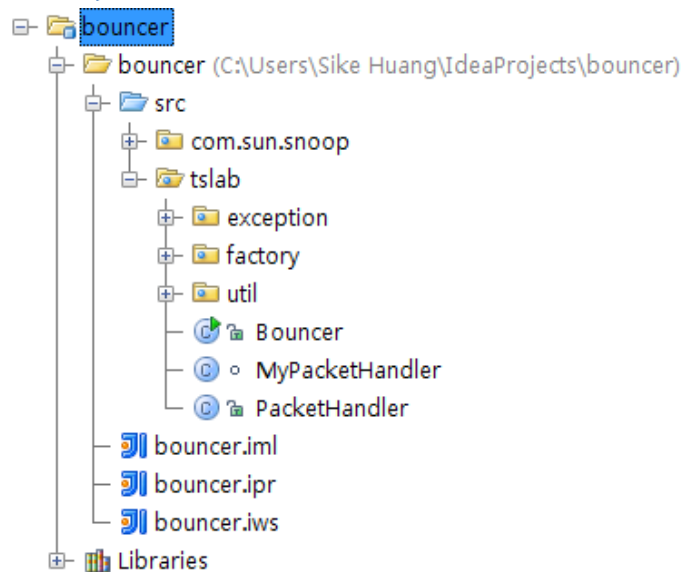 bouncer
bouncer (C:\Users\Sike Huang\IdeaProjects\bouncer)
src
com.sun.snoop
tslab
exception
factory
util
Bouncer
MyPacketHandler
PacketHandler
bouncer.iml
bouncer.ipr
bouncer.iws
Libraries